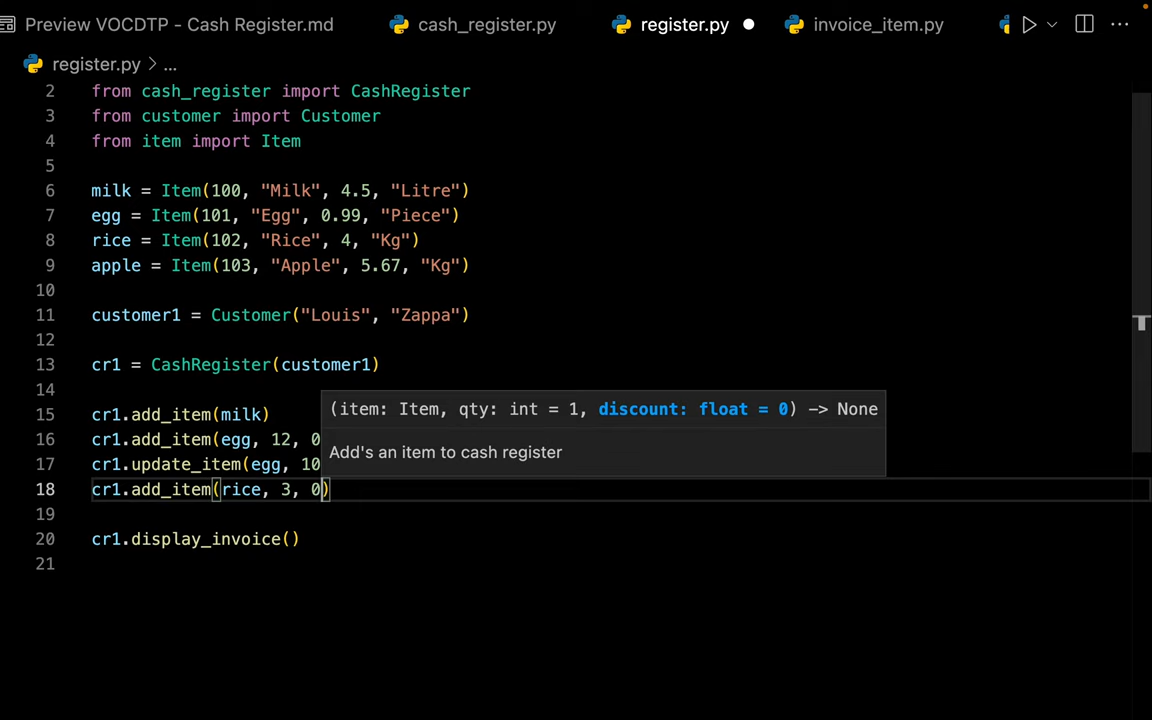 Preview VOCDTP - Cash Register.md cash_register.py register.py invoice_item.py
register.py > ...
2 from cash_register import CashRegister
3 from customer import Customer
4 from item import Item
5
6 milk = Item(100, "Milk", 4.5, "Litre")
7 egg = Item(101, "Egg", 0.99, "Piece")
8 rice = Item(102, "Rice", 4, "Kg")
9 apple = Item(103, "Apple", 5.67, "Kg")
10
11 customer1 = Customer("Louis", "Zappa")
12
13 cr1 = CashRegister(customer1)
14
(item: Item, qty: int = 1, discount: float = 0) -> None
15 cr1.add_item(milk)
16 cr1.add_item(egg, 12, 0
Add's an item to cash register
17 cr1.update_item(egg, 10
18 cr1.add_item(rice, 3, 0)
19
20 cr1.display_invoice()
21